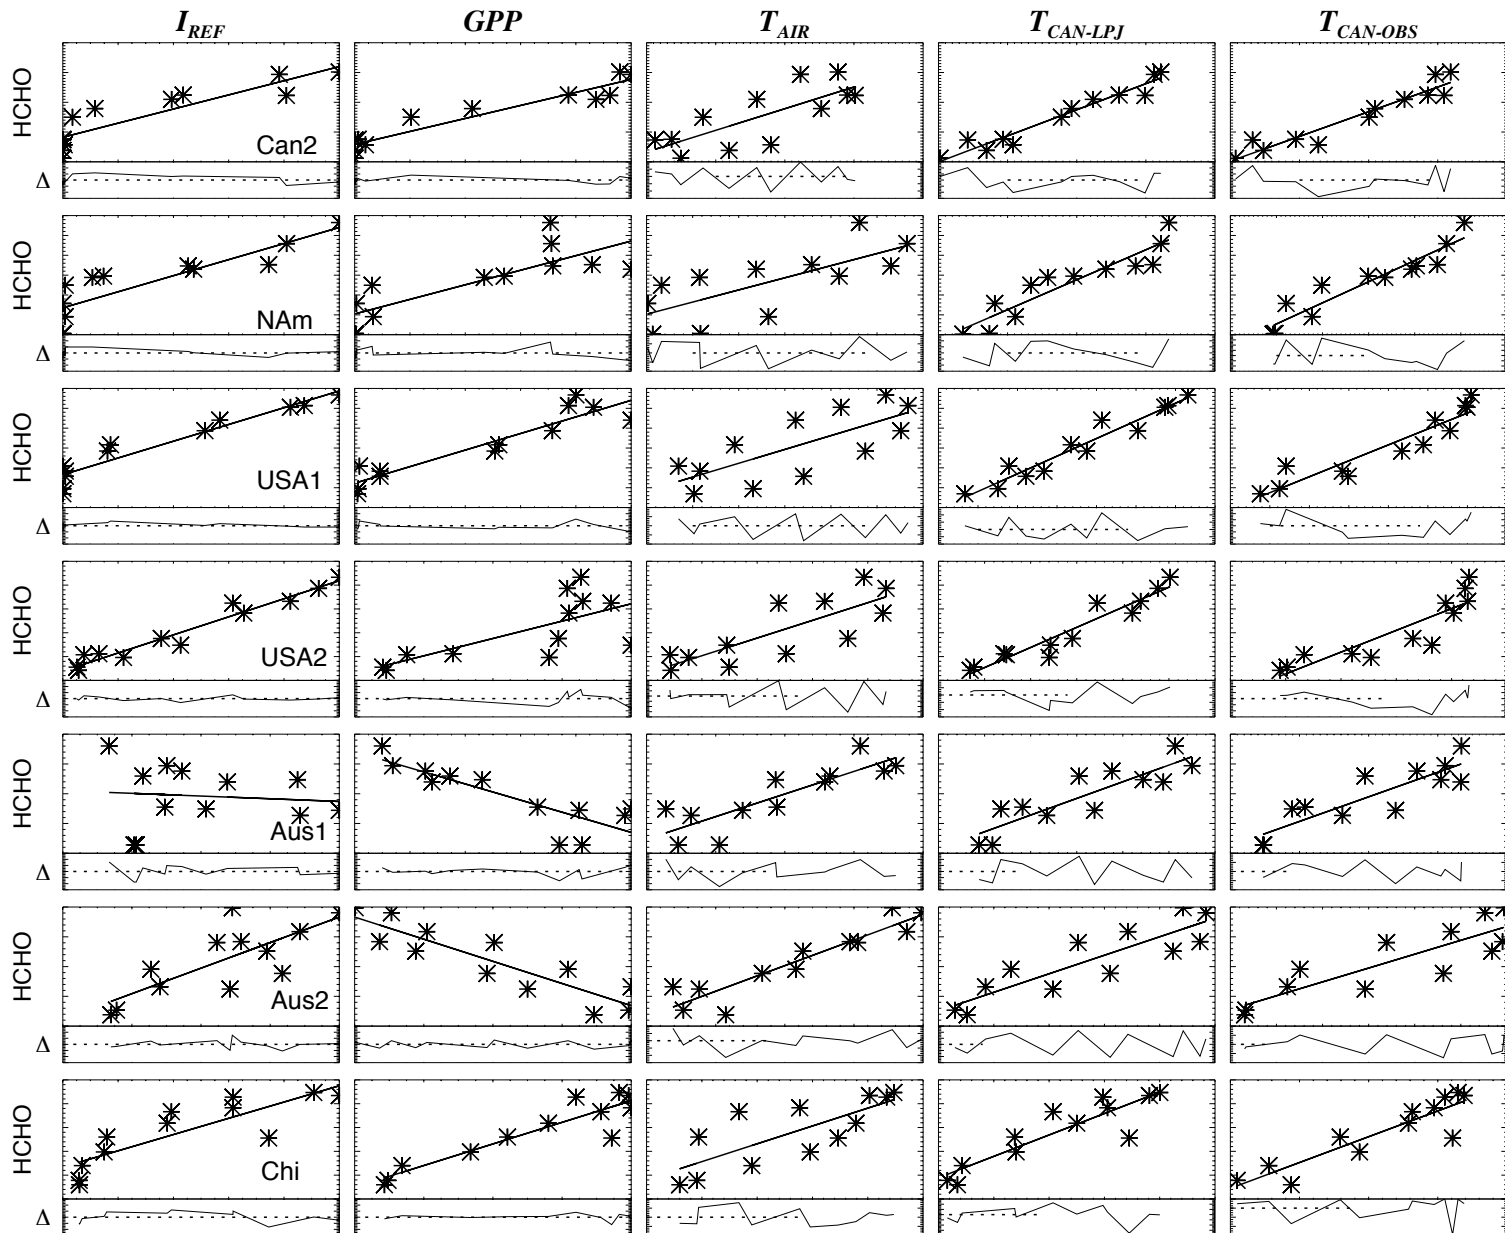 I_REF GPP T_AIR T_CAN-LPJ T_CAN-OBS
HCHO
Can2
Δ
HCHO
NAm
Δ
HCHO
USA1
Δ
HCHO
USA2
Δ
HCHO
Aus1
Δ
HCHO
Aus2
Δ
HCHO
Chi
Δ